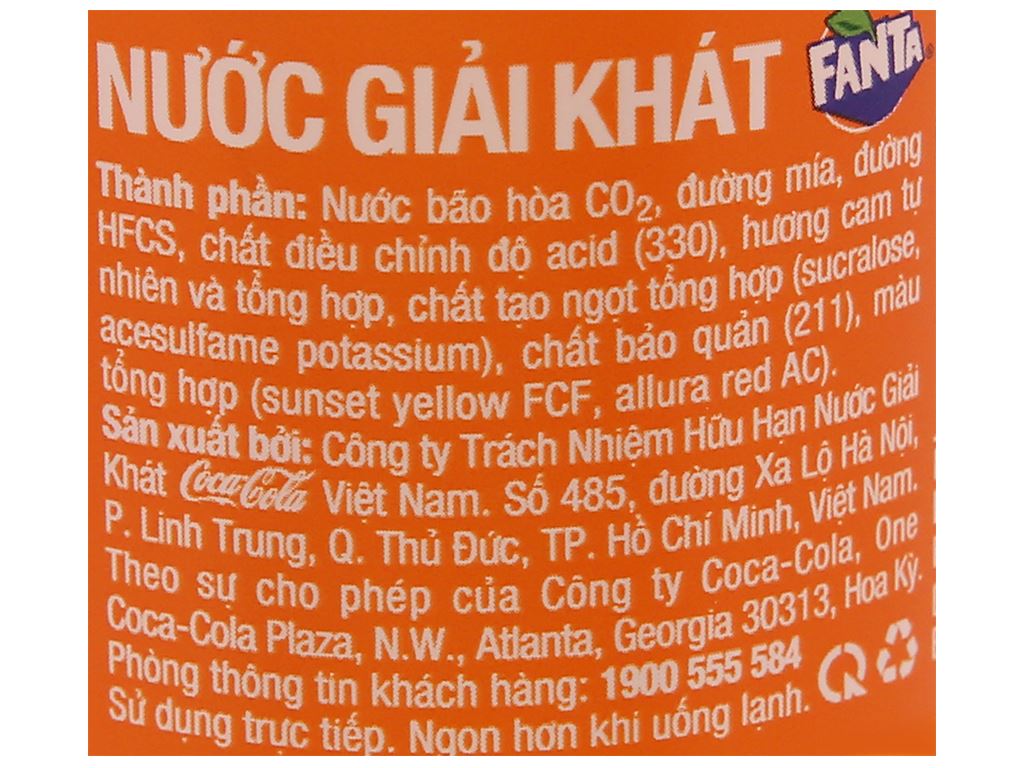 FANTA
NƯỚC GIẢI KHÁT
Thành phần: Nước bão hòa CO₂, đường mía, đường
HFCS, chất điều chỉnh độ acid (330), hương cam tự
nhiên và tổng hợp, chất tạo ngọt tổng hợp (sucralose,
acesulfame potassium), chất bảo quản (211), màu
tổng hợp (sunset yellow FCF, allura red AC).
Sản xuất bởi: Công ty Trách Nhiệm Hữu Hạn Nước Giải
Khát Coca-Cola Việt Nam. Số 485, đường Xa Lộ Hà Nội,
P. Linh Trung, Q. Thủ Đức, TP. Hồ Chí Minh, Việt Nam.
Theo sự cho phép của Công ty Coca-Cola, One
Coca-Cola Plaza, N.W., Atlanta, Georgia 30313, Hoa Kỳ.
Phòng thông tin khách hàng: 1900 555 584
Sử dụng trực tiếp. Ngon hơn khi uống lạnh.